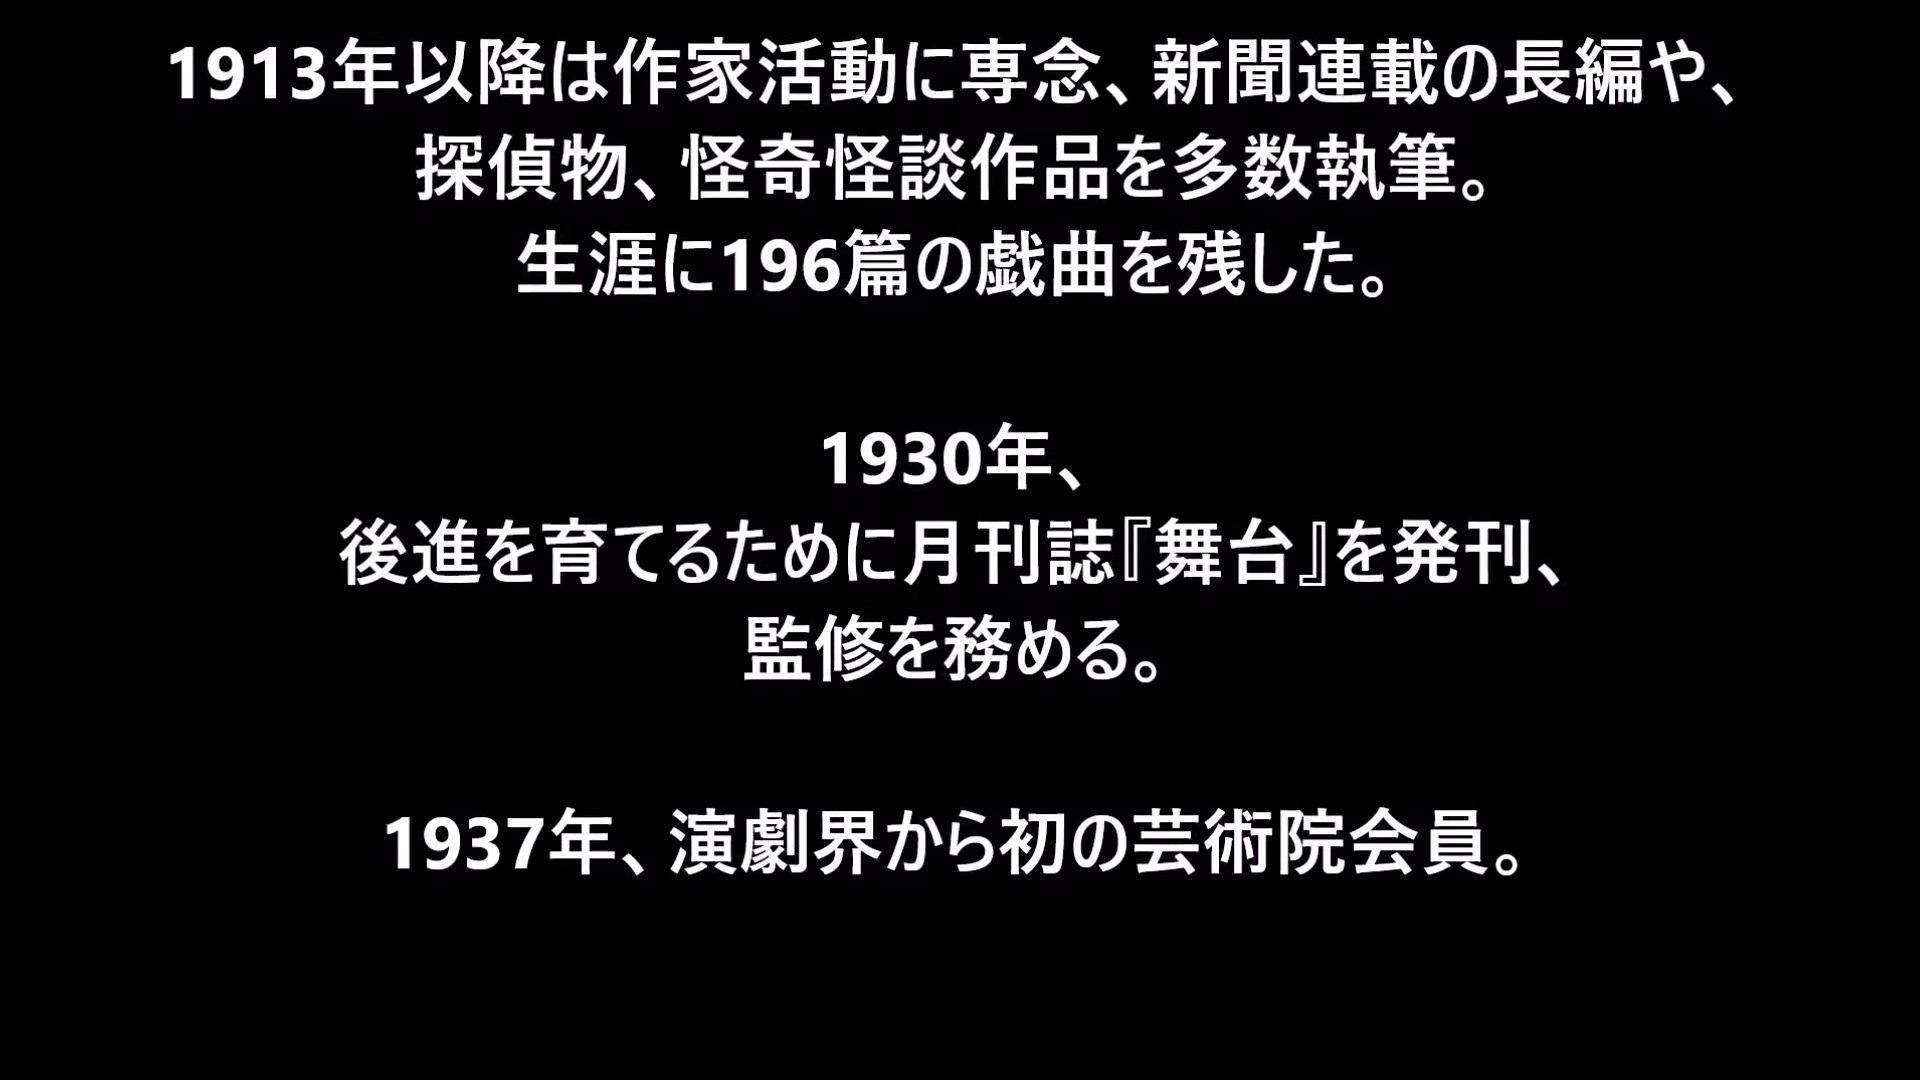 1913年以降は作家活動に専念、新聞連載の長編や、
探偵物、怪奇怪談作品を多数執筆。
生涯に196篇の戯曲を残した。
1930年、
後進を育てるために月刊誌『舞台』を発刊、
監修を務める。
1937年、演劇界から初の芸術院会員。